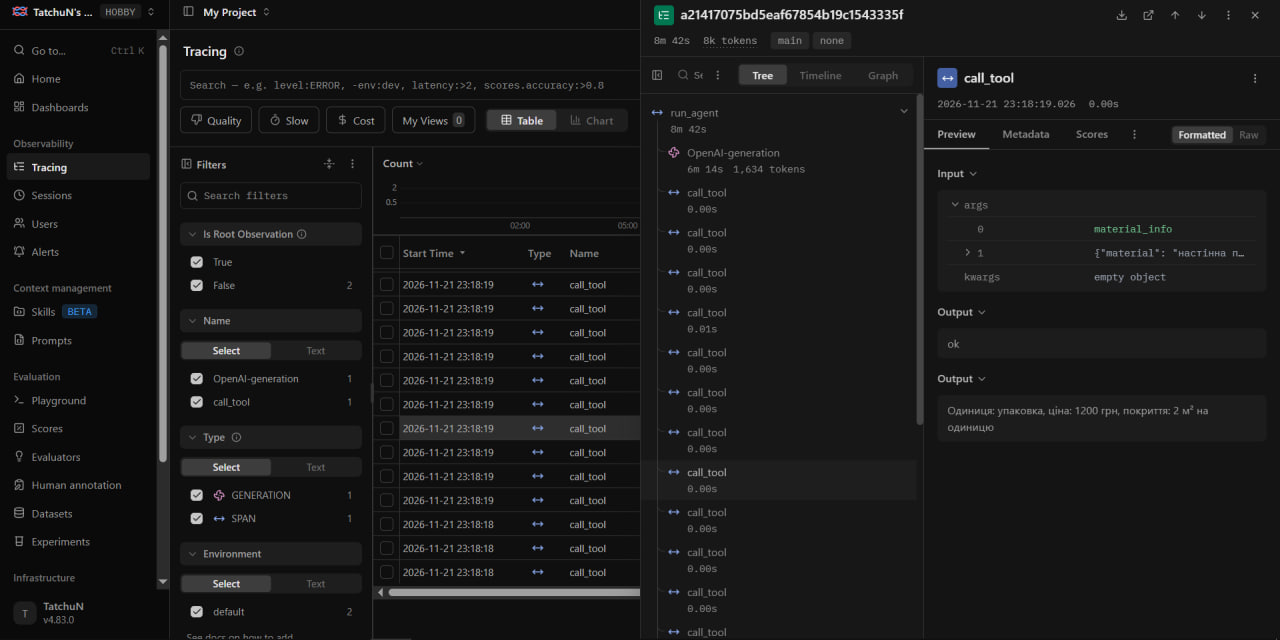 TatchuN's ... HOBBY
Go to... Ctrl K
Home
Dashboards
Observability
Tracing
Sessions
Users
Alerts
Context management
Skills BETA
Prompts
Evaluation
Playground
Scores
Evaluators
Human annotation
Datasets
Experiments
Infrastructure
T TatchuN
v4.83.0
My Project
Tracing
Search — e.g. level:ERROR, -env:dev, latency:>2, scores.accuracy:>0.8
Quality Slow Cost My Views 0 Table Chart
Filters
Search filters
Is Root Observation
True
False 2
Name
Select Text
OpenAI-generation 1
call_tool 1
Type
Select Text
GENERATION 1
SPAN 1
Environment
Select Text
default 2
See docs on how to add
Count
2
0.5
02:00 05:00
Start Time Type Name
2026-11-21 23:18:19 call_tool
2026-11-21 23:18:19 call_tool
2026-11-21 23:18:19 call_tool
2026-11-21 23:18:19 call_tool
2026-11-21 23:18:19 call_tool
2026-11-21 23:18:19 call_tool
2026-11-21 23:18:19 call_tool
2026-11-21 23:18:19 call_tool
2026-11-21 23:18:19 call_tool
2026-11-21 23:18:19 call_tool
2026-11-21 23:18:18 call_tool
2026-11-21 23:18:18 call_tool
2026-11-21 23:18:18 call_tool
a21417075bd5eaf67854b19c1543335f
8m 42s 8k tokens main none
Se Tree Timeline Graph
run_agent
8m 42s
OpenAI-generation
6m 14s 1,634 tokens
call_tool
0.00s
call_tool
0.00s
call_tool
0.00s
call_tool
0.01s
call_tool
0.00s
call_tool
0.00s
call_tool
0.00s
call_tool
0.00s
call_tool
0.00s
call_tool
0.00s
call_tool
0.00s
call_tool
call_tool
2026-11-21 23:18:19.026 0.00s
Preview Metadata Scores Formatted Raw
Input
args
0 material_info
1 {"material": "настінна п…
kwargs empty object
Output
ok
Output
Одиниця: упаковка, ціна: 1200 грн, покриття: 2 м² на
одиницю